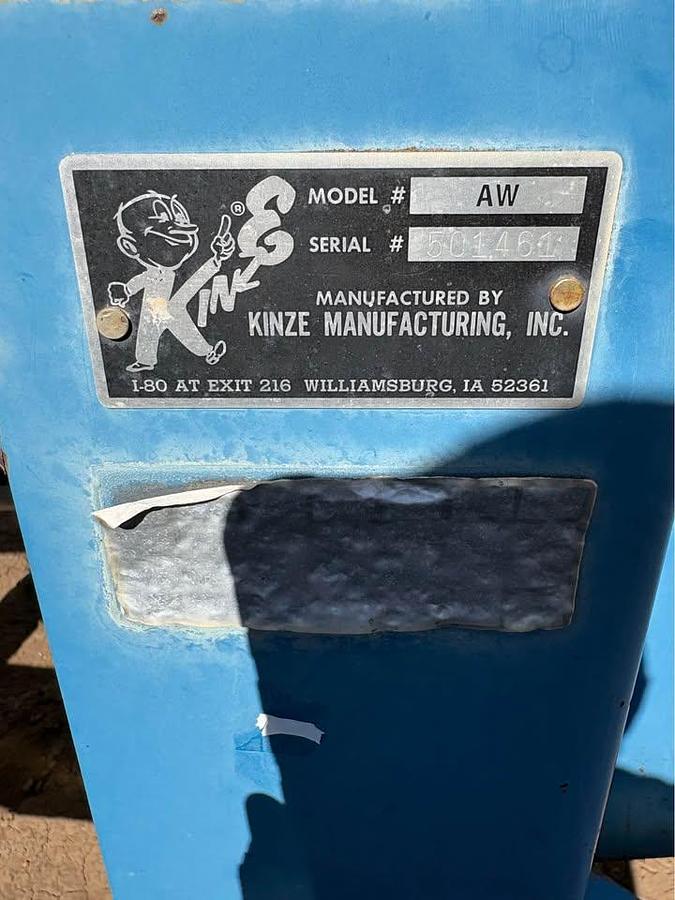 KINZE ®
MODEL # AW
SERIAL # 501461
MANUFACTURED BY
KINZE MANUFACTURING, INC.
I-80 AT EXIT 216 WILLIAMSBURG, IA 52361